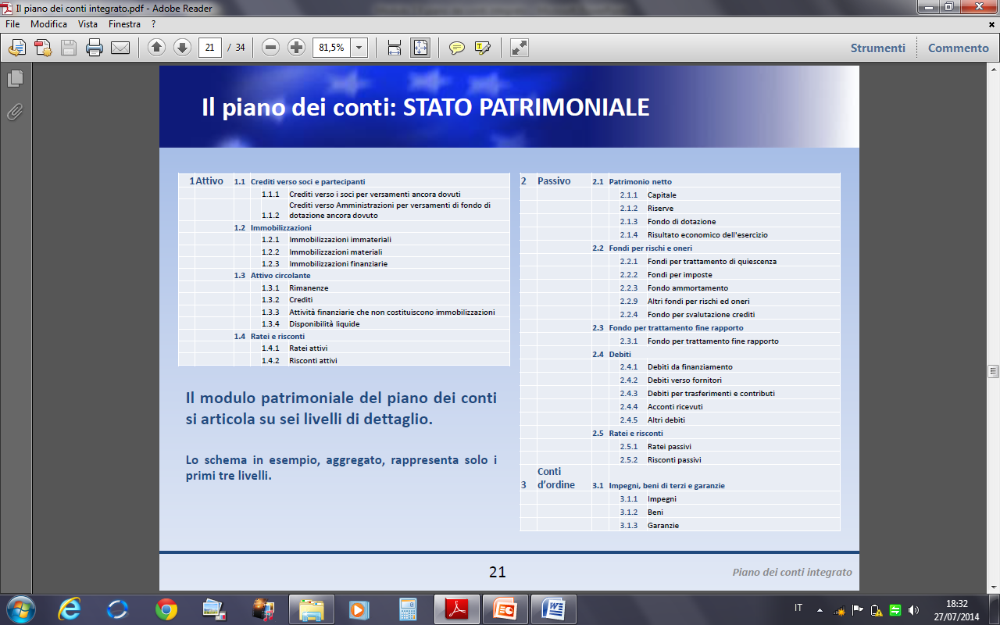 Il piano dei conti integrato.pdf - Adobe Reader
File Modifica Vista Finestra ?
21 / 34 81,5% Strumenti Commento
Il piano dei conti: STATO PATRIMONIALE
1 Attivo 1.1 Crediti verso soci e partecipanti
1.1.1 Crediti verso i soci per versamenti ancora dovuti
Crediti verso Amministrazioni per versamenti di fondo di
1.1.2 dotazione ancora dovuto
1.2 Immobilizzazioni
1.2.1 Immobilizzazioni immateriali
1.2.2 Immobilizzazioni materiali
1.2.3 Immobilizzazioni finanziarie
1.3 Attivo circolante
1.3.1 Rimanenze
1.3.2 Crediti
1.3.3 Attività finanziarie che non costituiscono immobilizzazioni
1.3.4 Disponibilità liquide
1.4 Ratei e risconti
1.4.1 Ratei attivi
1.4.2 Risconti attivi
Il modulo patrimoniale del piano dei conti
si articola su sei livelli di dettaglio.
Lo schema in esempio, aggregato, rappresenta solo i
primi tre livelli.
2 Passivo 2.1 Patrimonio netto
2.1.1 Capitale
2.1.2 Riserve
2.1.3 Fondo di dotazione
2.1.4 Risultato economico dell'esercizio
2.2 Fondi per rischi e oneri
2.2.1 Fondi per trattamento di quiescenza
2.2.2 Fondi per imposte
2.2.3 Fondo ammortamento
2.2.9 Altri fondi per rischi ed oneri
2.2.4 Fondo per svalutazione crediti
2.3 Fondo per trattamento fine rapporto
2.3.1 Fondo per trattamento fine rapporto
2.4 Debiti
2.4.1 Debiti da finanziamento
2.4.2 Debiti verso fornitori
2.4.3 Debiti per trasferimenti e contributi
2.4.4 Acconti ricevuti
2.4.5 Altri debiti
2.5 Ratei e risconti
2.5.1 Ratei passivi
2.5.2 Risconti passivi
Conti
3 d’ordine 3.1 Impegni, beni di terzi e garanzie
3.1.1 Impegni
3.1.2 Beni
3.1.3 Garanzie
21
Piano dei conti integrato
IT 18:32
27/07/2014